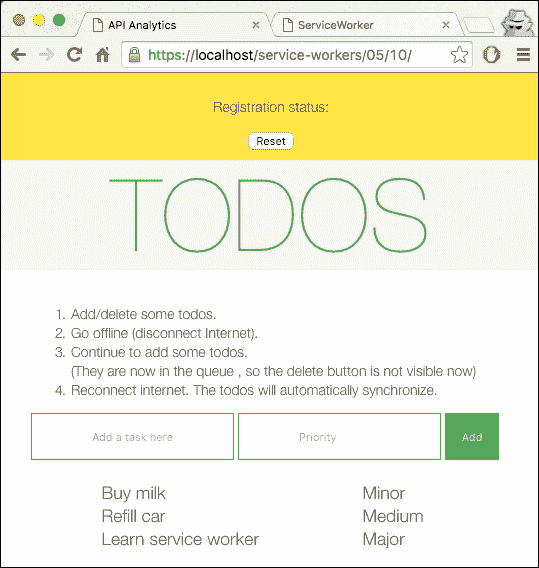 API Analytics
ServiceWorker
https://localhost/service-workers/05/10/
Registration status:
Reset
TODOS
1. Add/delete some todos.
2. Go offline (disconnect Internet).
3. Continue to add some todos.
(They are now in the queue , so the delete button is not visible now)
4. Reconnect internet. The todos will automatically synchronize.
Add a task here Priority Add
Buy milk Minor
Refill car Medium
Learn service worker Major